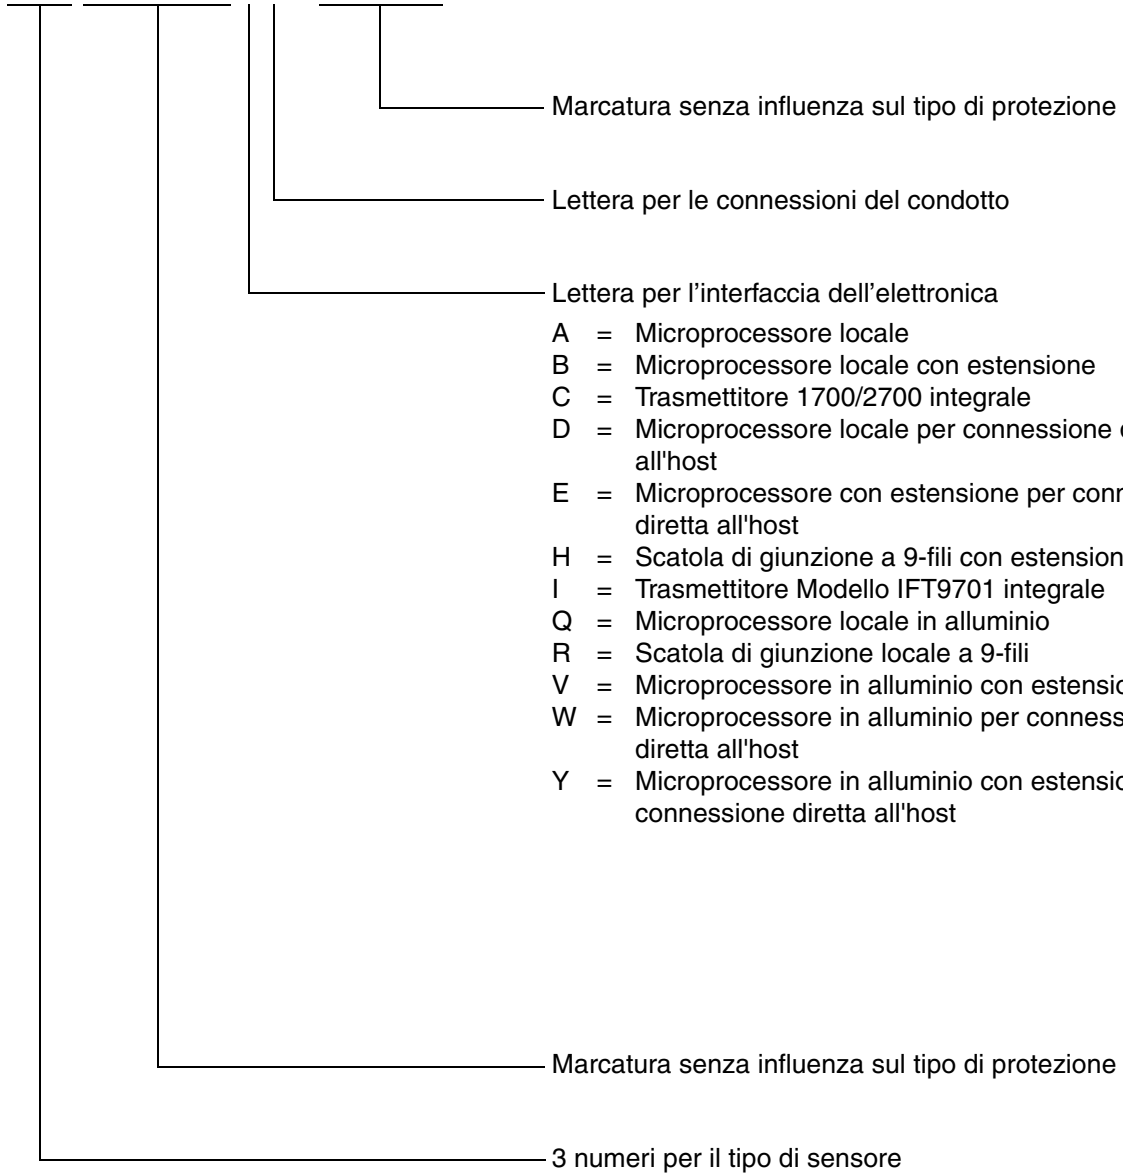 Marcatura senza influenza sul tipo di protezione
Lettera per le connessioni del condotto
Lettera per l’interfaccia dell’elettronica
A = Microprocessore locale
B = Microprocessore locale con estensione
C = Trasmettitore 1700/2700 integrale
D = Microprocessore locale per connessione
all'host
E = Microprocessore con estensione per
diretta all'host
H = Scatola di giunzione a 9-fili con
I = Trasmettitore Modello IFT9701 integrale
Q = Microprocessore locale in alluminio
R = Scatola di giunzione locale a 9-fili
V = Microprocessore in alluminio con
W = Microprocessore in alluminio per
diretta all'host
Y = Microprocessore in alluminio con
connessione diretta all'host
Marcatura senza influenza sul tipo di protezione
3 numeri per il tipo di sensore